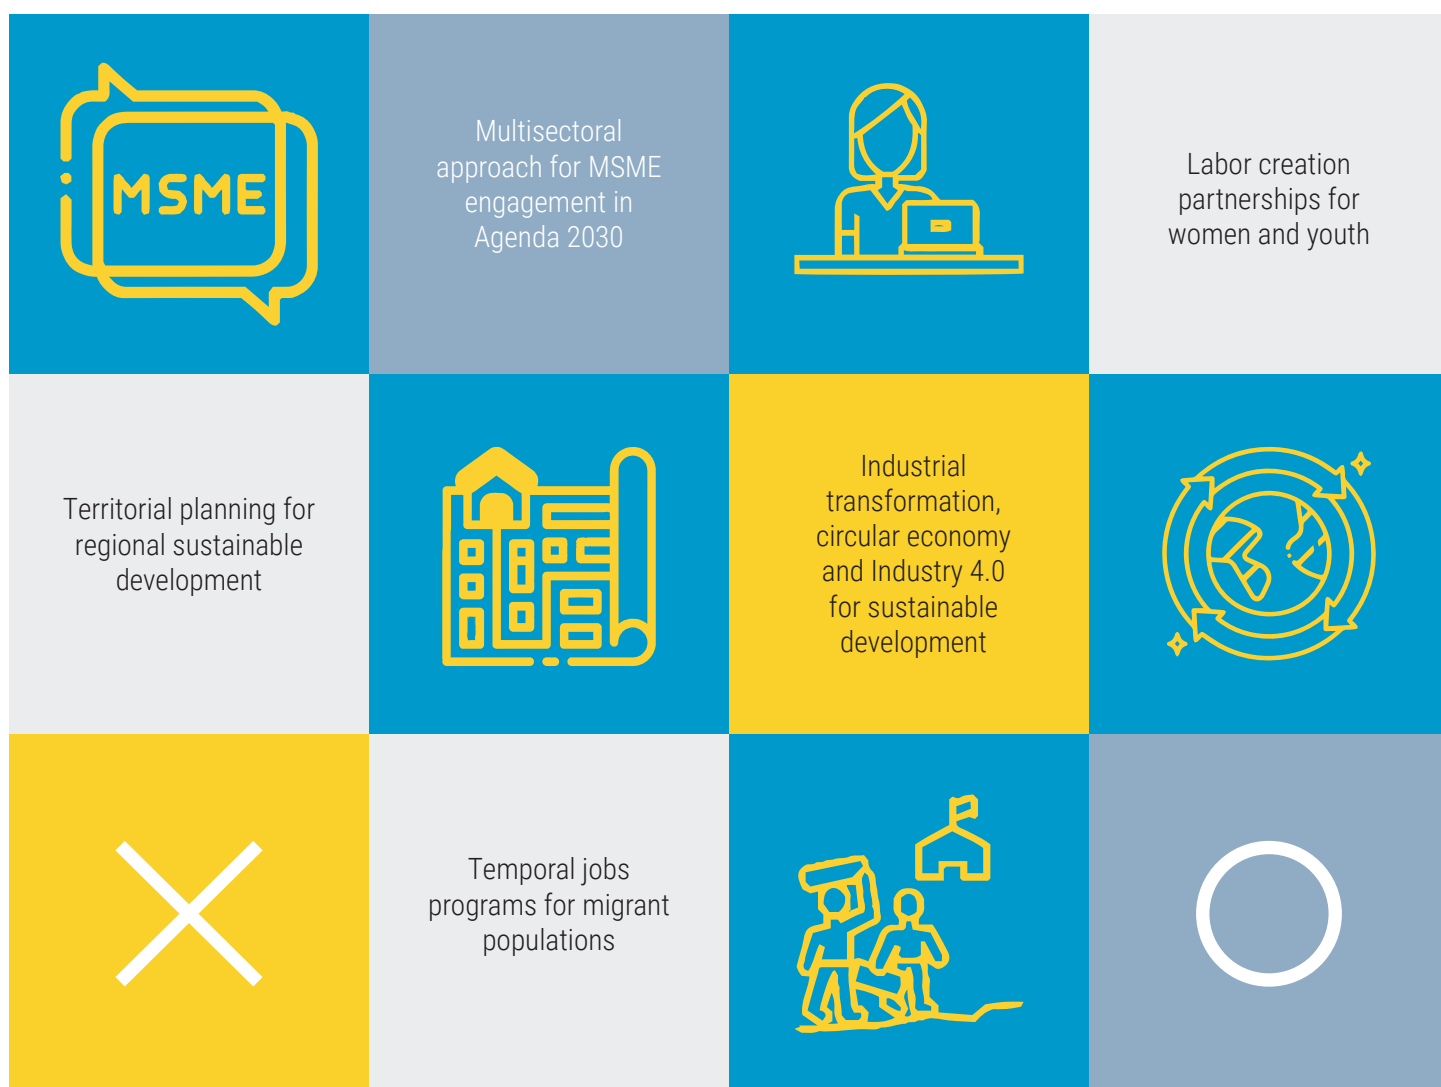 MSME
Multisectoral
approach for MSME
engagement in
Agenda 2030
Labor creation
partnerships for
women and youth
Territorial planning for
regional sustainable
development
Industrial
transformation,
circular economy
and Industry 4.0
for sustainable
development
Temporal jobs
programs for migrant
populations